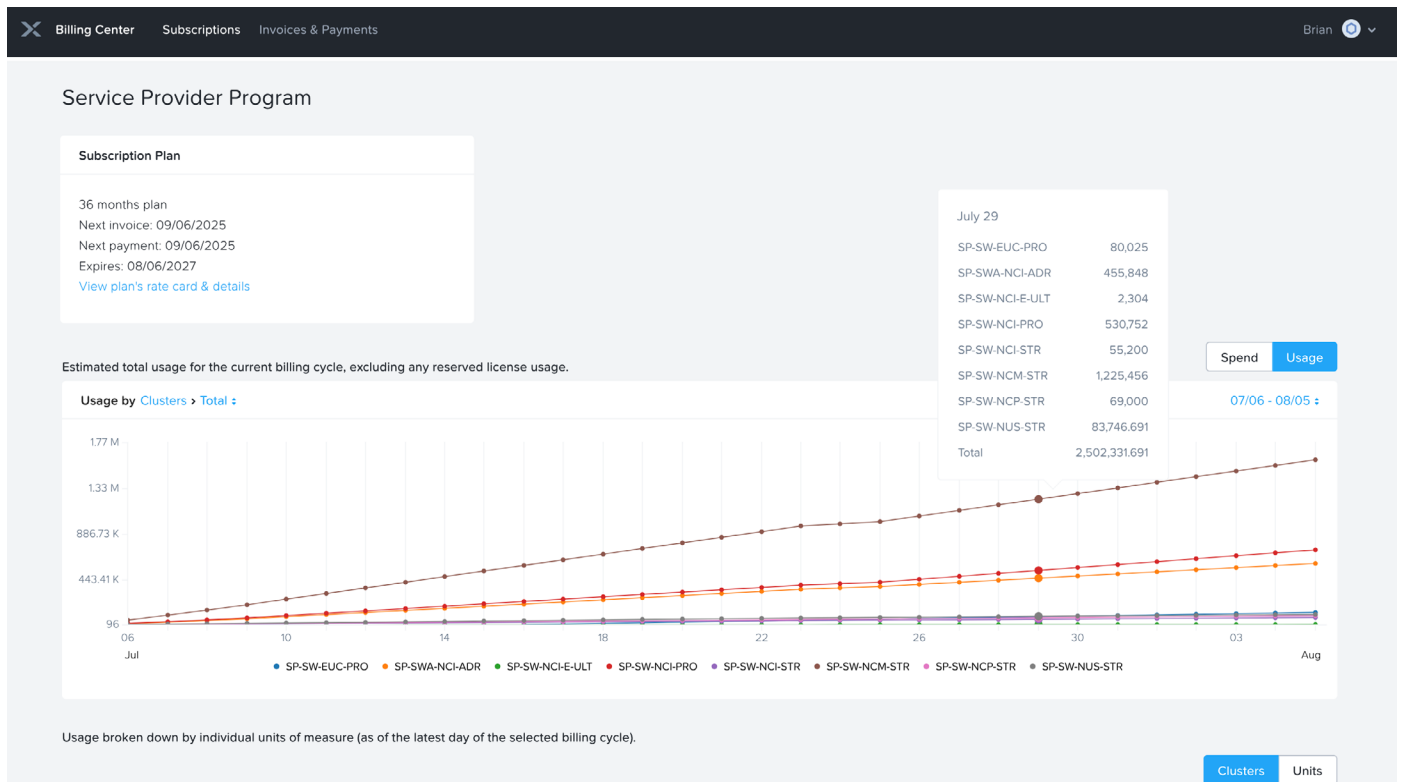 Billing Center Subscriptions Invoices & Payments Brian
Service Provider Program
Subscription Plan
36 months plan
Next invoice: 09/06/2025
Next payment: 09/06/2025
Expires: 08/06/2027
View plan's rate card & details
July 29
SP-SW-EUC-PRO 80,025
SP-SWA-NCI-ADR 455,848
SP-SW-NCI-E-ULT 2,304
SP-SW-NCI-PRO 530,752
SP-SW-NCI-STR 55,200
SP-SW-NCM-STR 1,225,456
SP-SW-NCP-STR 69,000
SP-SW-NUS-STR 83,746.691
Total 2,502,331.691
Estimated total usage for the current billing cycle, excluding any reserved license usage.
Spend Usage
Usage by Clusters › Total
07/06 - 08/05
1.77 M
1.33 M
886.73 K
443.41 K
96
06 10 14 18 22 26 30 03
Jul Aug
SP-SW-EUC-PRO SP-SWA-NCI-ADR SP-SW-NCI-E-ULT SP-SW-NCI-PRO SP-SW-NCI-STR SP-SW-NCM-STR SP-SW-NCP-STR SP-SW-NUS-STR
Usage broken down by individual units of measure (as of the latest day of the selected billing cycle).
Clusters Units